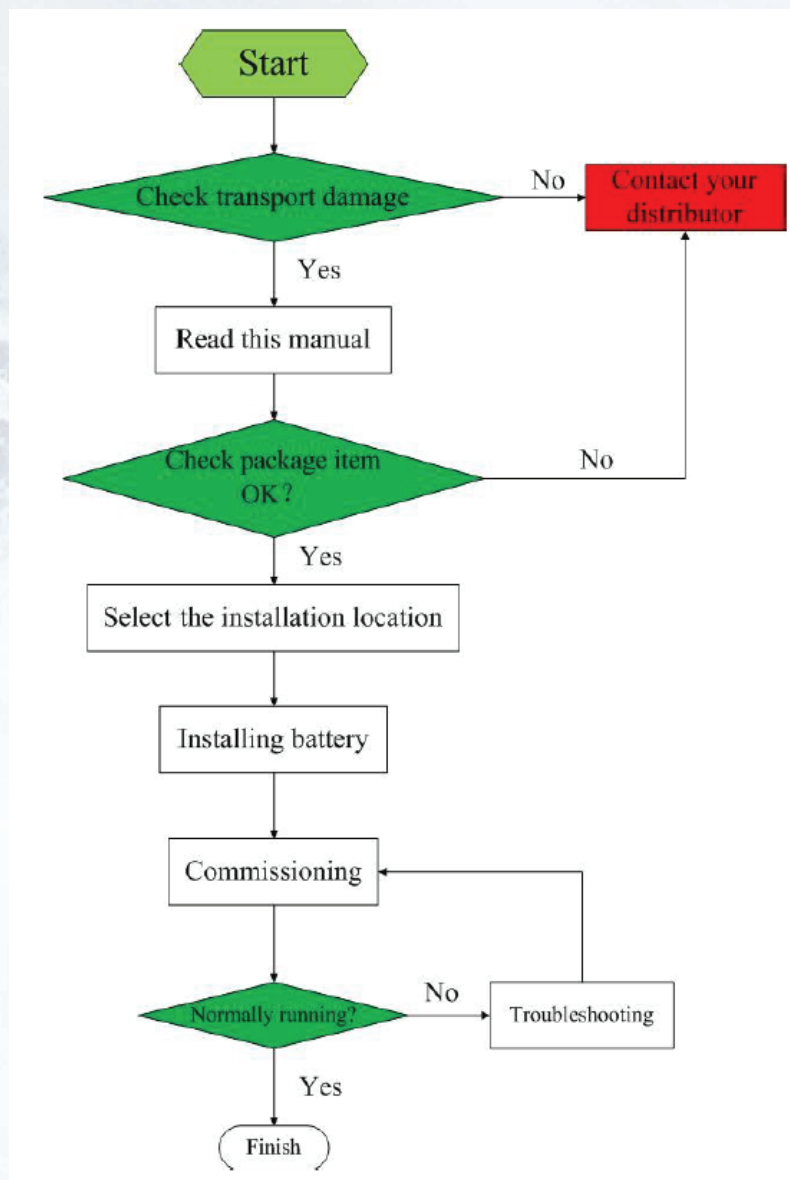 Start
Check transport damage
No
Contact your
distributor
Yes
Read this manual
Check package item
OK?
No
Yes
Select the installation location
Installing battery
Commissioning
Normally running?
No
Troubleshooting
Yes
Finish